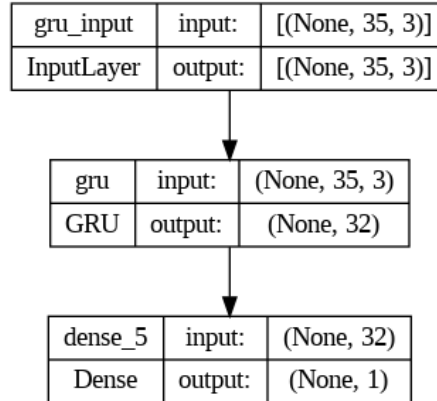 gru_input input: [(None, 35, 3)]
InputLayer output: [(None, 35, 3)]
gru input: (None, 35, 3)
GRU output: (None, 32)
dense_5 input: (None, 32)
Dense output: (None, 1)